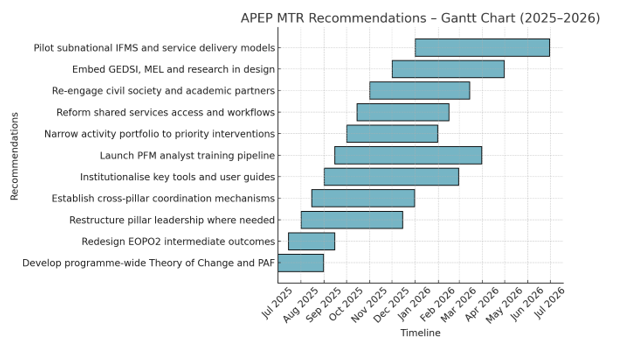 APEP MTR Recommendations – Gantt Chart (2025–2026)
Pilot subnational IFMS and service delivery models
Embed GEDSI, MEL and research in design
Re-engage civil society and academic partners
Reform shared services access and workflows
Narrow activity portfolio to priority interventions
Launch PFM analyst training pipeline
Institutionalise key tools and user guides
Establish cross-pillar coordination mechanisms
Restructure pillar leadership where needed
Redesign EOPO2 intermediate outcomes
Develop programme-wide Theory of Change and PAF
Recommendations
Jul 2025
Aug 2025
Sep 2025
Oct 2025
Nov 2025
Dec 2025
Jan 2026
Feb 2026
Mar 2026
Apr 2026
May 2026
Jun 2026
Jul 2026
Timeline